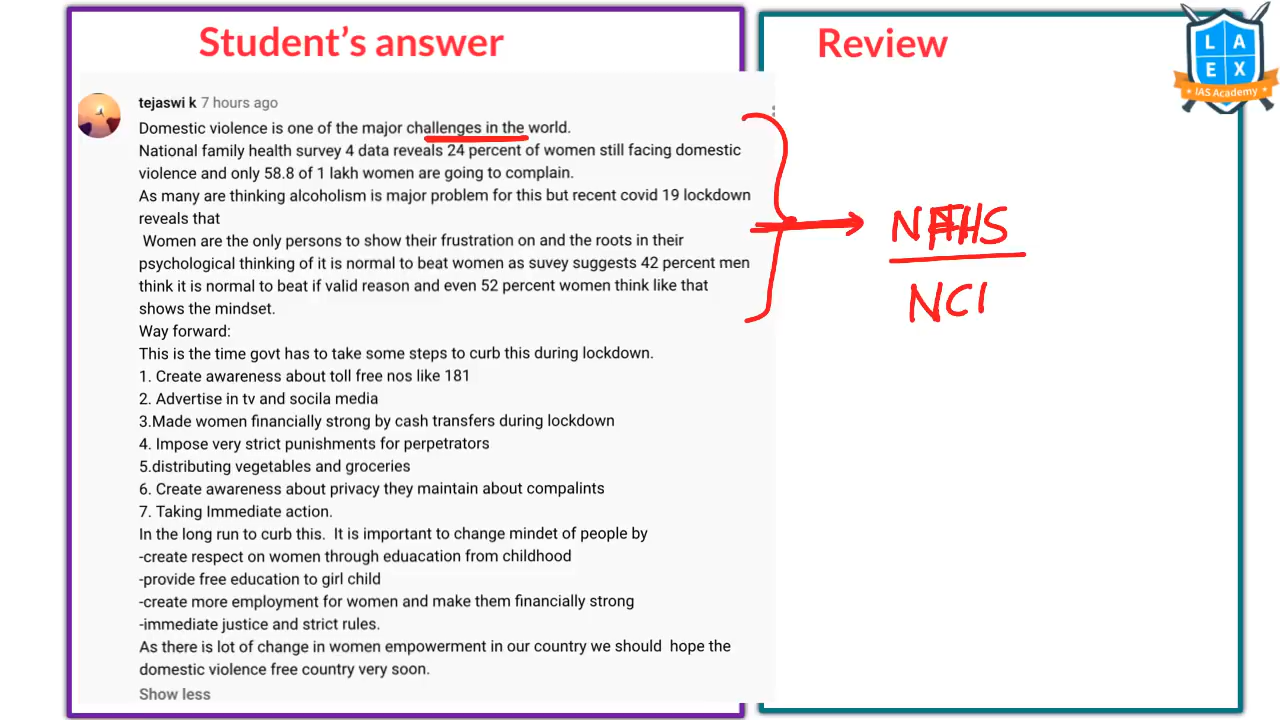 Student's answer
Review
L A
E X
IAS Academy
tejaswi k 7 hours ago
Domestic violence is one of the major challenges in the world.
National family health survey 4 data reveals 24 percent of women still facing domestic
violence and only 58.8 of 1 lakh women are going to complain.
As many are thinking alcoholism is major problem for this but recent covid 19 lockdown
reveals that
Women are the only persons to show their frustration on and the roots in their
psychological thinking of it is normal to beat women as suvey suggests 42 percent men
think it is normal to beat if valid reason and even 52 percent women think like that
shows the mindset.
Way forward:
This is the time govt has to take some steps to curb this during lockdown.
1. Create awareness about toll free nos like 181
2. Advertise in tv and socila media
3.Made women financially strong by cash transfers during lockdown
4. Impose very strict punishments for perpetrators
5.distributing vegetables and groceries
6. Create awareness about privacy they maintain about compalints
7. Taking Immediate action.
In the long run to curb this. It is important to change mindet of people by
-create respect on women through eduacation from childhood
-provide free education to girl child
-create more employment for women and make them financially strong
-immediate justice and strict rules.
As there is lot of change in women empowerment in our country we should hope the
domestic violence free country very soon.
Show less
NCI